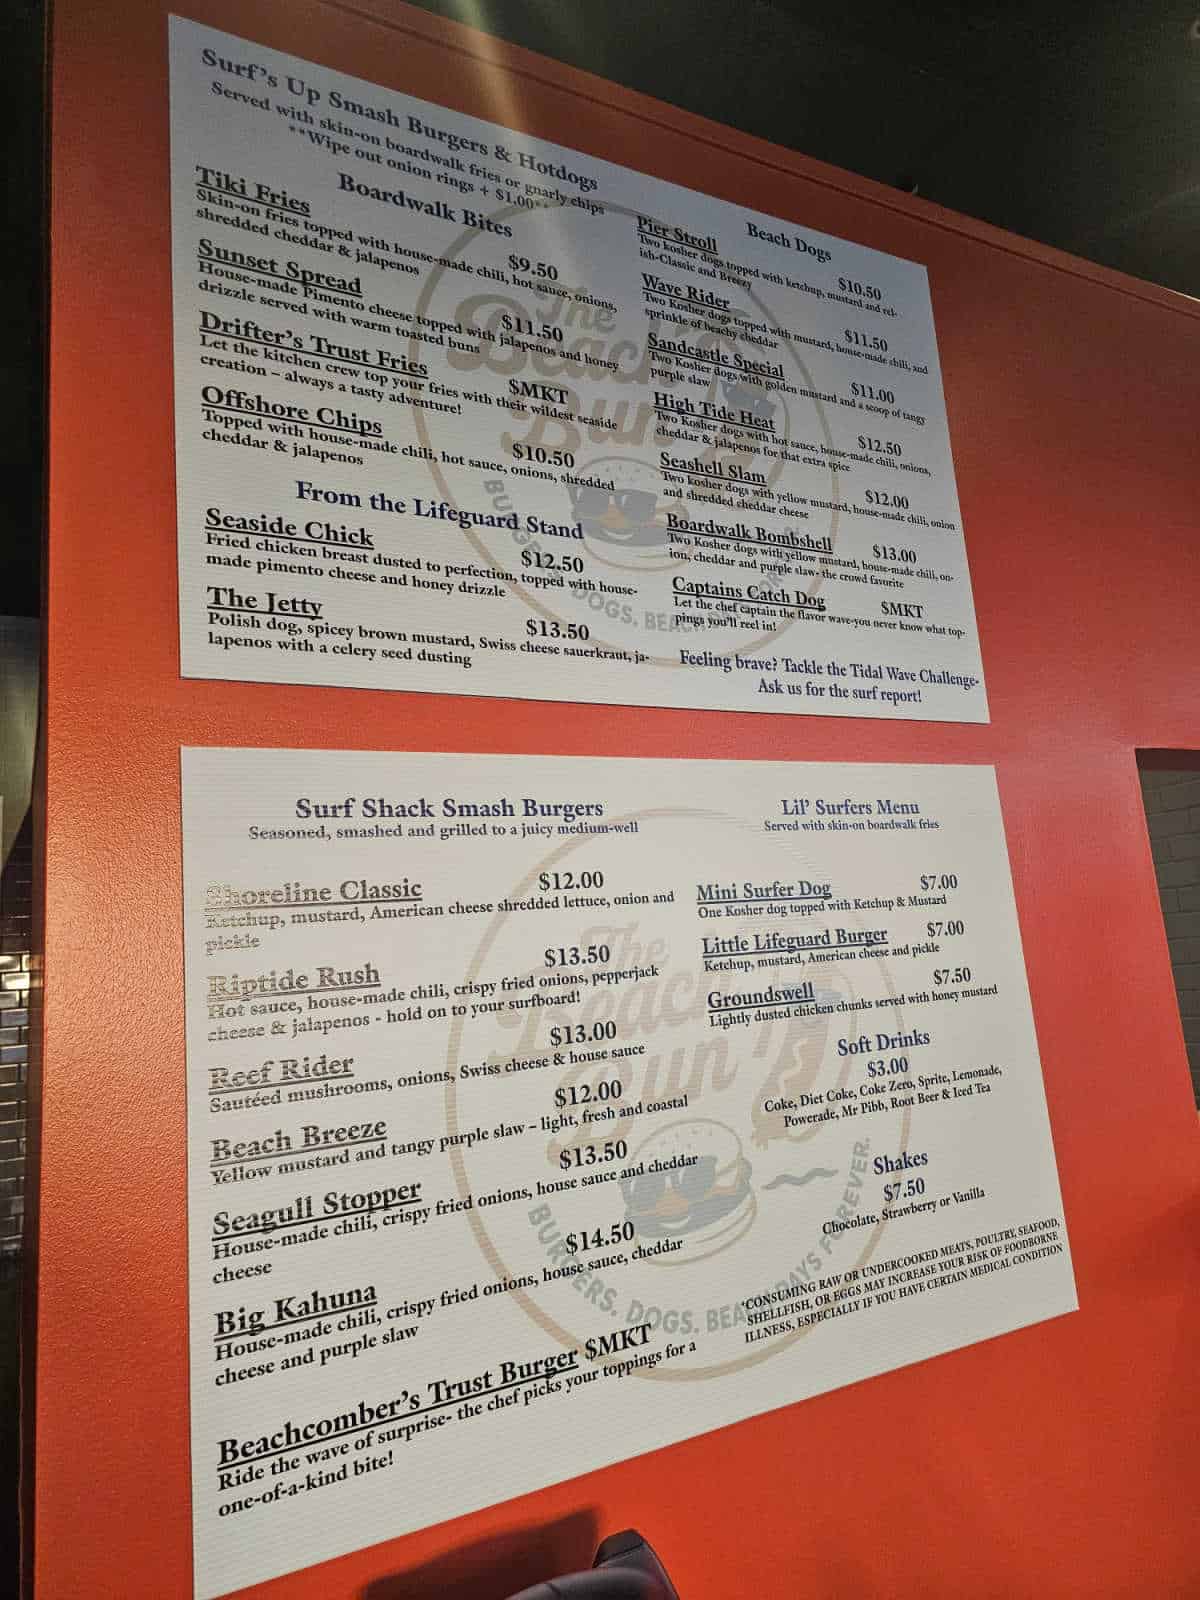 Surf's Up Smash Burgers & Hotdogs
Served with skin-on boardwalk fries or gnarly chips
**Wipe out onion rings + $1.00**
Boardwalk Bites
Tiki Fries $9.50
Skin-on fries topped with house-made chili, hot sauce, onions,
shredded cheddar & jalapenos
Sunset Spread $11.50
House-made Pimento cheese topped with jalapenos and honey
drizzle served with warm toasted buns
Drifter's Trust Fries $MKT
Let the kitchen crew top your fries with their wildest seaside
creation – always a tasty adventure!
Offshore Chips $10.50
Topped with house-made chili, hot sauce, onions, shredded
cheddar & jalapenos
From the Lifeguard Stand
Seaside Chick $12.50
Fried chicken breast dusted to perfection, topped with house-
made pimento cheese and honey drizzle
The Jetty $13.50
Polish dog, spicey brown mustard, Swiss cheese sauerkraut, ja-
lapenos with a celery seed dusting
Beach Dogs
Pier Stroll $10.50
Two kosher dogs topped with ketchup, mustard and rel-
ish-Classic and Breezy
Wave Rider $11.50
Two Kosher dogs topped with mustard, house-made chili, and
sprinkle of beachy cheddar
Sandcastle Special $11.00
Two Kosher dogs with golden mustard and a scoop of tangy
purple slaw
High Tide Heat $12.50
Two Kosher dogs with hot sauce, house-made chili, onions,
cheddar & jalapenos for that extra spice
Seashell Slam $12.00
Two kosher dogs with yellow mustard, house-made chili, onion
and shredded cheddar cheese
Boardwalk Bombshell $13.00
Two Kosher dogs with yellow mustard, house-made chili, on-
ion, cheddar and purple slaw- the crowd favorite
Captains Catch Dog $MKT
Let the chef captain the flavor wave-you never know what top-
pings you'll reel in!
Feeling brave? Tackle the Tidal Wave Challenge-
Ask us for the surf report!
The
Beach
Bun
DOGS. BEACH
Surf Shack Smash Burgers
Seasoned, smashed and grilled to a juicy medium-well
Shoreline Classic $12.00
Ketchup, mustard, American cheese shredded lettuce, onion and
pickle
Riptide Rush $13.50
Hot sauce, house-made chili, crispy fried onions, pepperjack
cheese & jalapenos - hold on to your surfboard!
Reef Rider $13.00
Sautéed mushrooms, onions, Swiss cheese & house sauce
Beach Breeze $12.00
Yellow mustard and tangy purple slaw – light, fresh and coastal
Seagull Stopper $13.50
House-made chili, crispy fried onions, house sauce and cheddar
cheese
Big Kahuna $14.50
House-made chili, crispy fried onions, house sauce, cheddar
cheese and purple slaw
Beachcomber's Trust Burger $MKT
Ride the wave of surprise- the chef picks your toppings for a
one-of-a-kind bite!
Lil' Surfers Menu
Served with skin-on boardwalk fries
Mini Surfer Dog $7.00
One Kosher dog topped with Ketchup & Mustard
Little Lifeguard Burger $7.00
Ketchup, mustard, American cheese and pickle
Groundswell $7.50
Lightly dusted chicken chunks served with honey mustard
Soft Drinks
$3.00
Coke, Diet Coke, Coke Zero, Sprite, Lemonade,
Powerade, Mr Pibb, Root Beer & Iced Tea
Shakes
$7.50
Chocolate, Strawberry or Vanilla
*CONSUMING RAW OR UNDERCOOKED MEATS, POULTRY, SEAFOOD,
SHELLFISH, OR EGGS MAY INCREASE YOUR RISK OF FOODBORNE
ILLNESS, ESPECIALLY IF YOU HAVE CERTAIN MEDICAL CONDITION
The
Beach
Bun
BURGERS. DOGS. BEACH DAYS FOREVER.